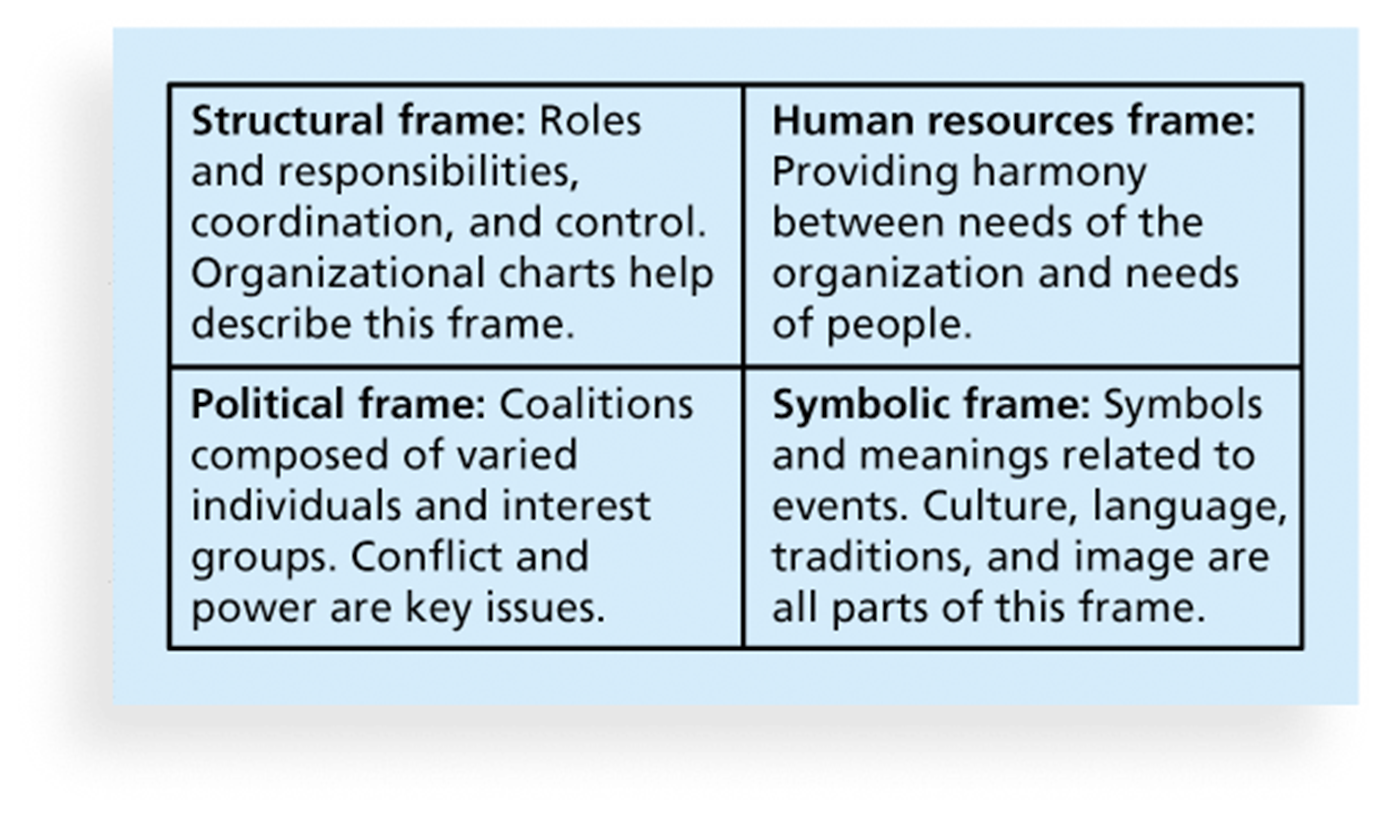 Structural frame: Roles
and responsibilities,
coordination, and control.
Organizational charts help
describe this frame.
Human resources frame:
Providing harmony
between needs of the
organization and needs
of people.
Political frame: Coalitions
composed of varied
individuals and interest
groups. Conflict and
power are key issues.
Symbolic frame: Symbols
and meanings related to
events. Culture, language,
traditions, and image are
all parts of this frame.